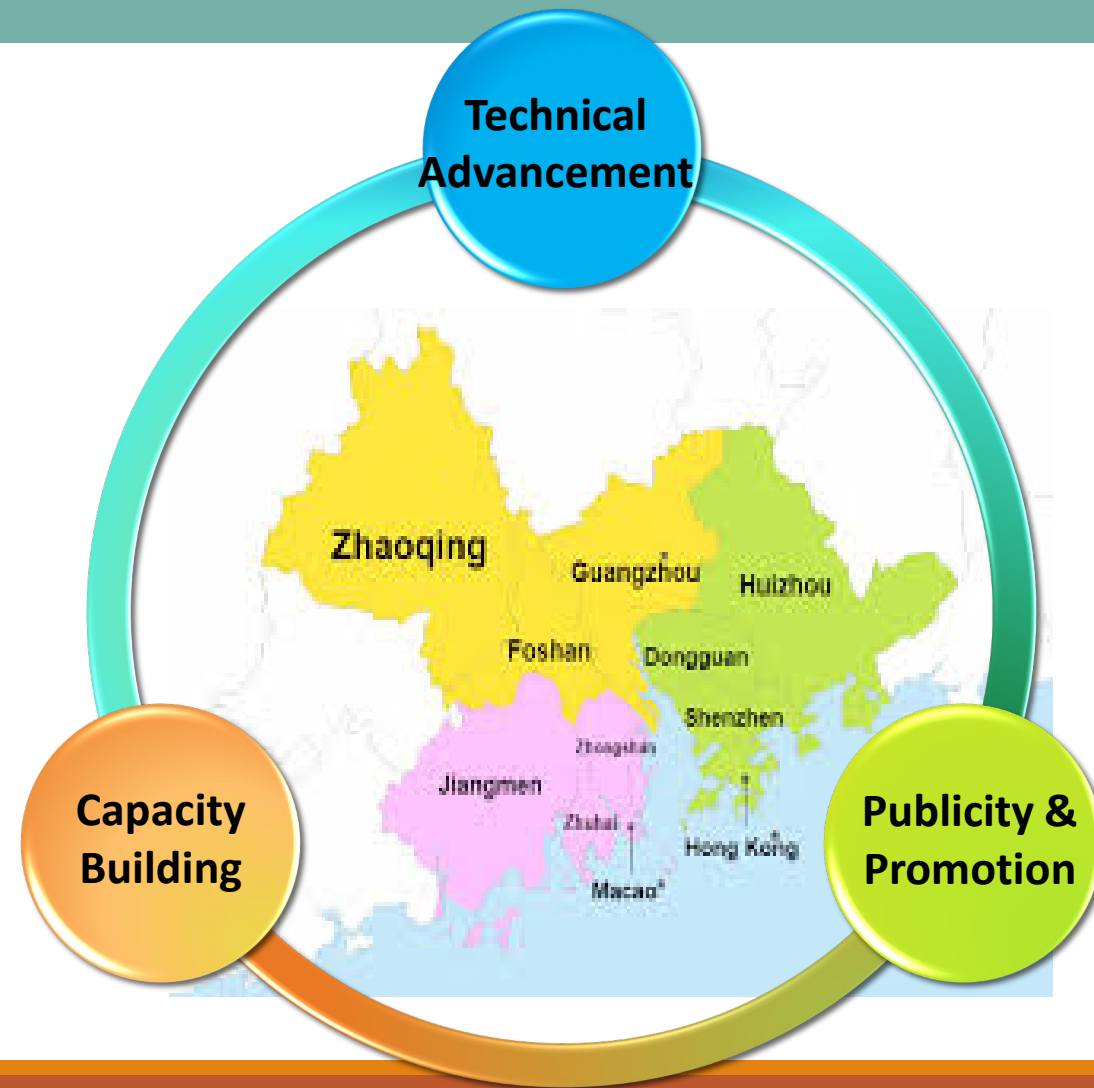 Technical
Advancement
Zhaoqing
Guangzhou
Huizhou
Foshan
Dongguan
Shenzhen
Zhongshan
Jiangmen
Zhuhai
Hong Kong
Macao
Capacity
Building
Publicity &
Promotion